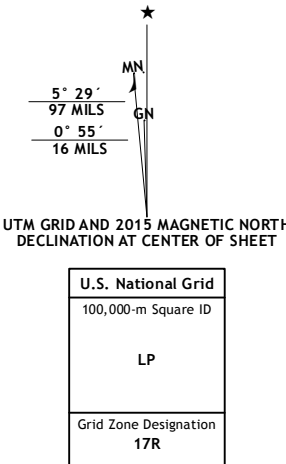 ★
MN
5° 29´
97 MILS
GN
0° 55´
16 MILS
UTM GRID AND 2015 MAGNETIC NORTH
DECLINATION AT CENTER OF SHEET
U.S. National Grid
100,000-m Square ID
LP
Grid Zone Designation
17R